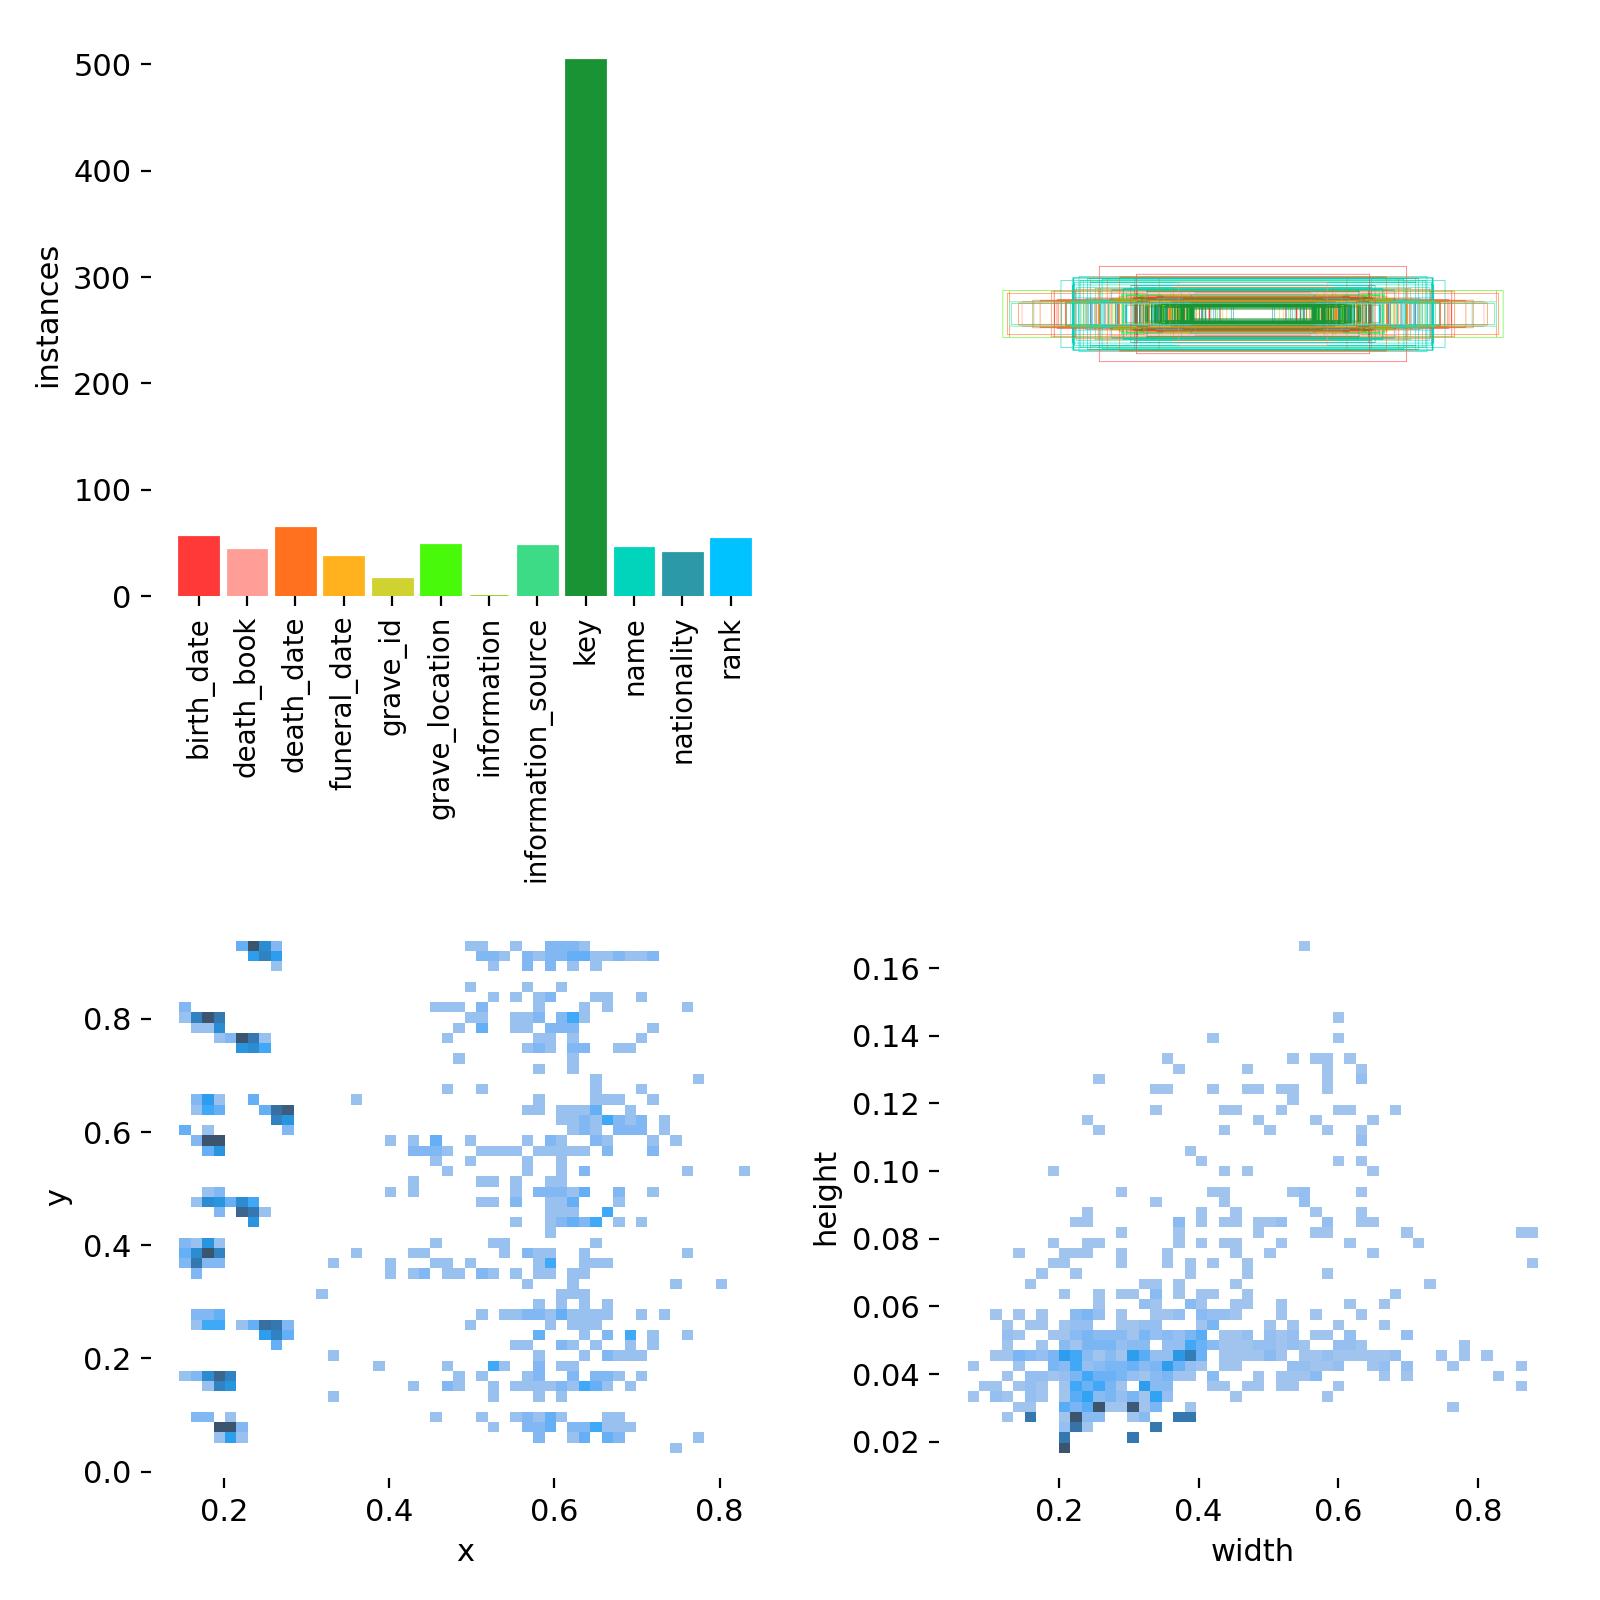 500
400
300
200
100
0
instances
birth_date
death_book
death_date
funeral_date
grave_id
grave_location
information
information_source
key
name
nationality
rank
0.8
0.6
0.4
0.2
0.0
y
0.2 0.4 0.6 0.8
x
0.16
0.14
0.12
0.10
0.08
0.06
0.04
0.02
height
0.2 0.4 0.6 0.8
width